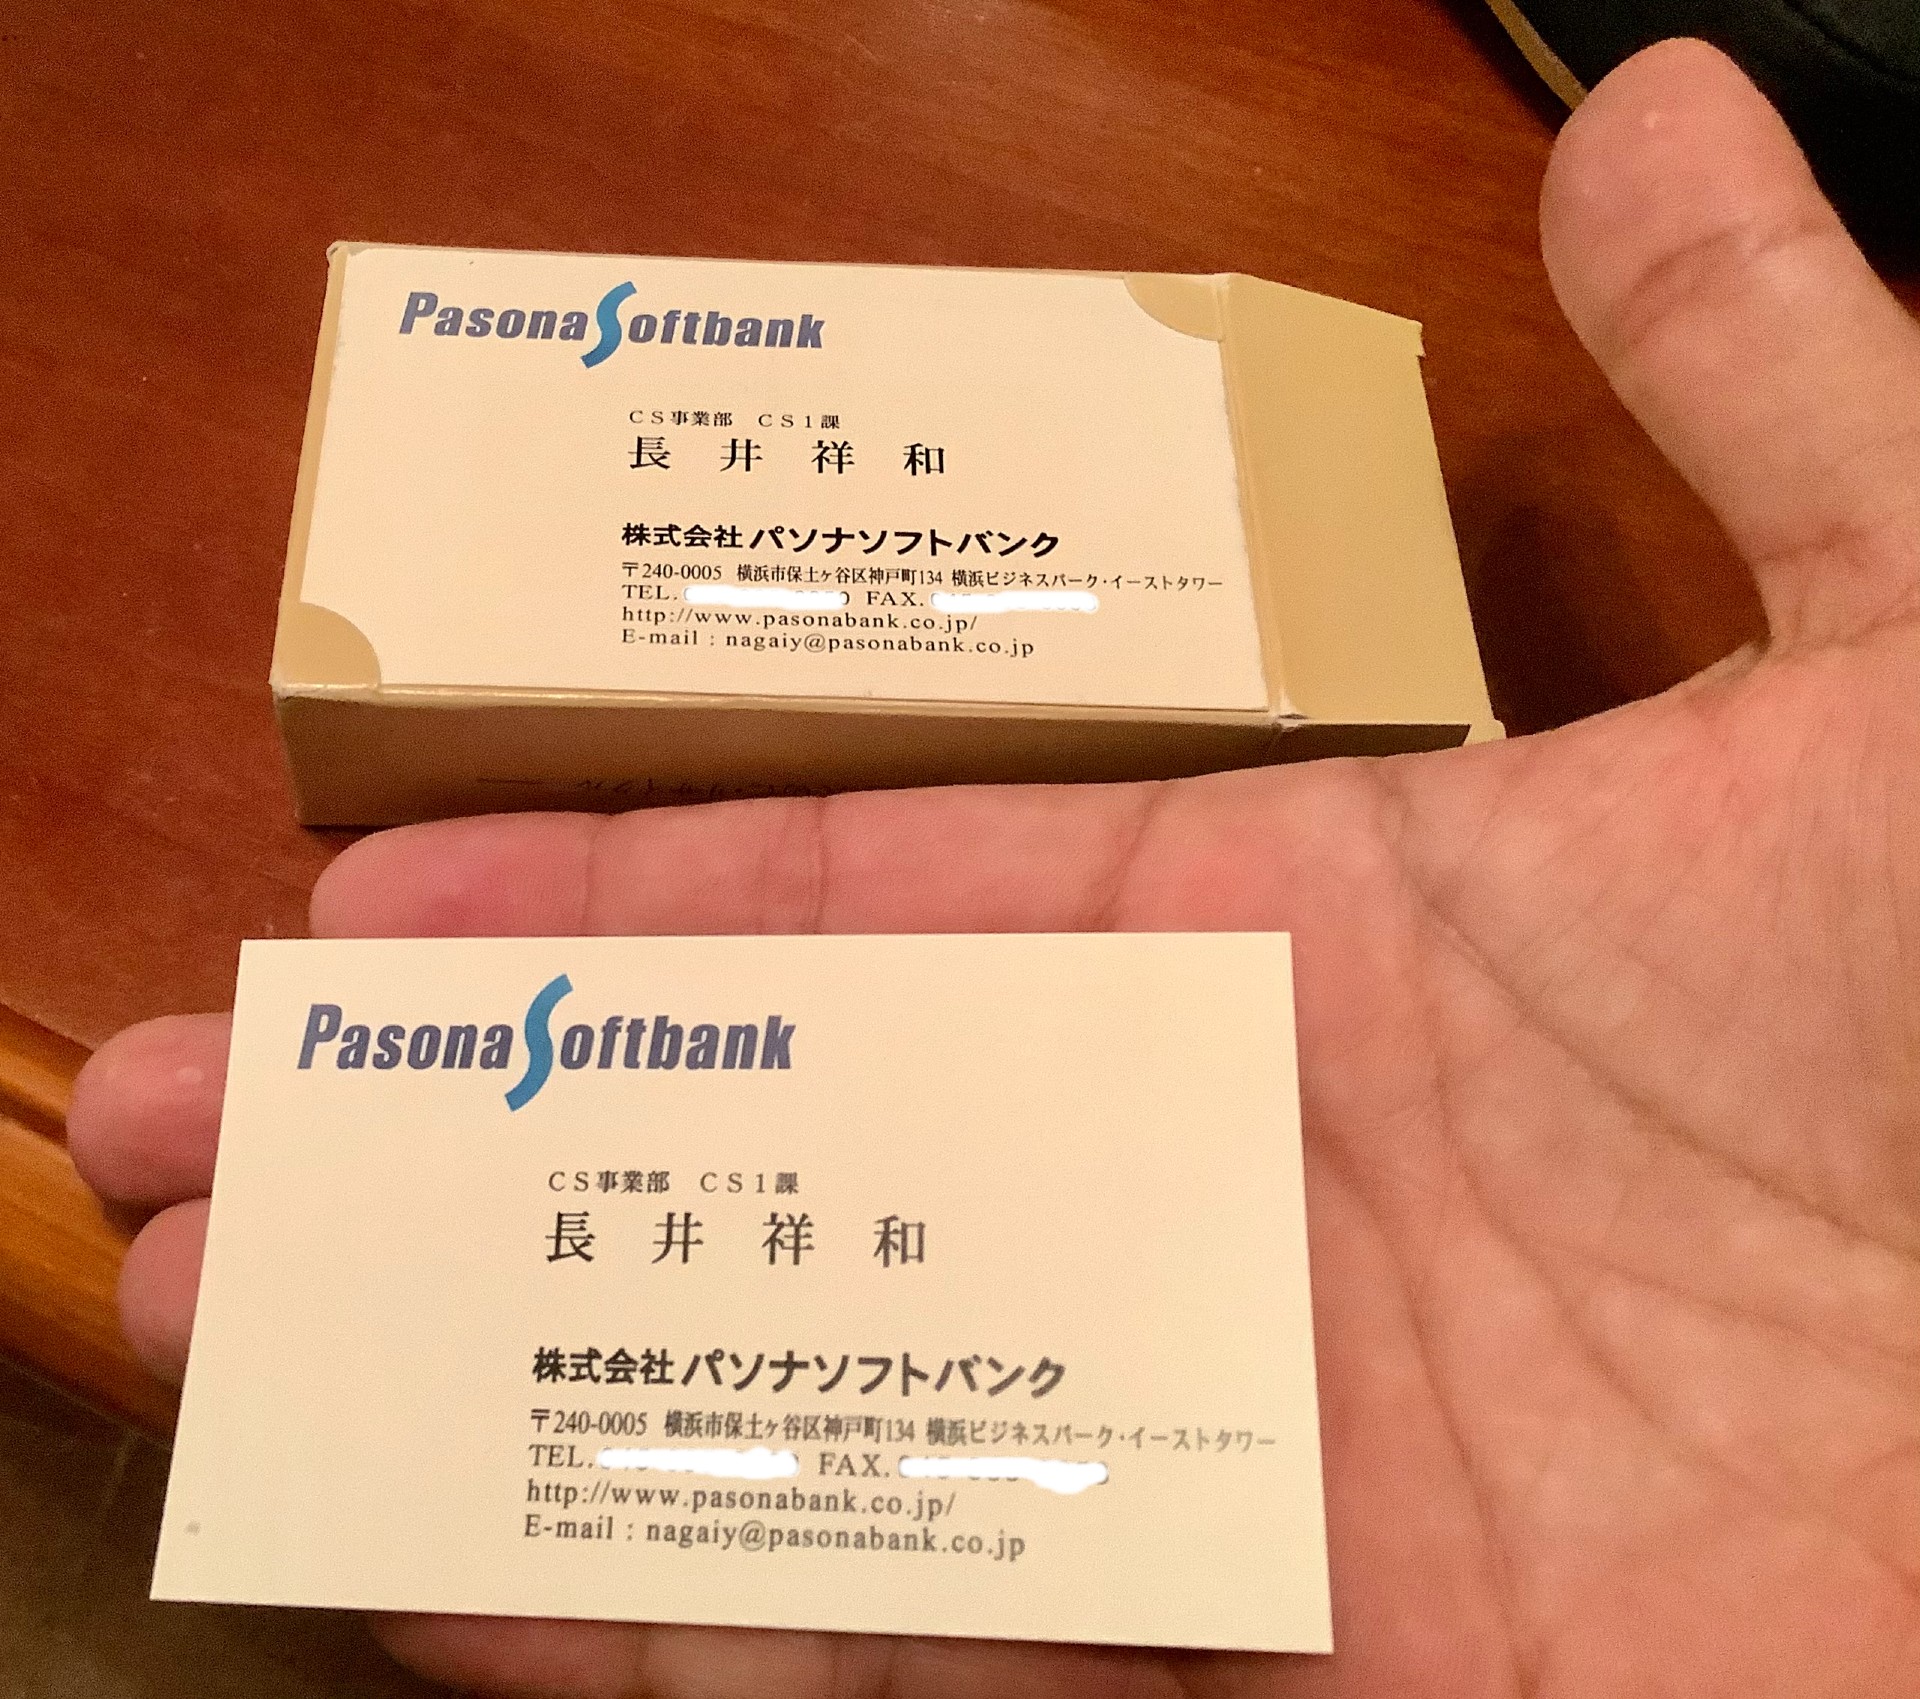 Pasona Softbank
CS事業部 CS1課
長井祥和
株式会社パソナソフトバンク
〒240-0005 横浜市保土ヶ谷区神戸町134 横浜ビジネスパーク・イーストタワー
TEL. FAX.
http://www.pasonabank.co.jp/
E-mail : nagaiy@pasonabank.co.jp
Pasona Softbank
CS事業部 CS1課
長井祥和
株式会社パソナソフトバンク
〒240-0005 横浜市保土ヶ谷区神戸町134 横浜ビジネスパーク・イーストタワー
TEL. FAX.
http://www.pasonabank.co.jp/
E-mail : nagaiy@pasonabank.co.jp